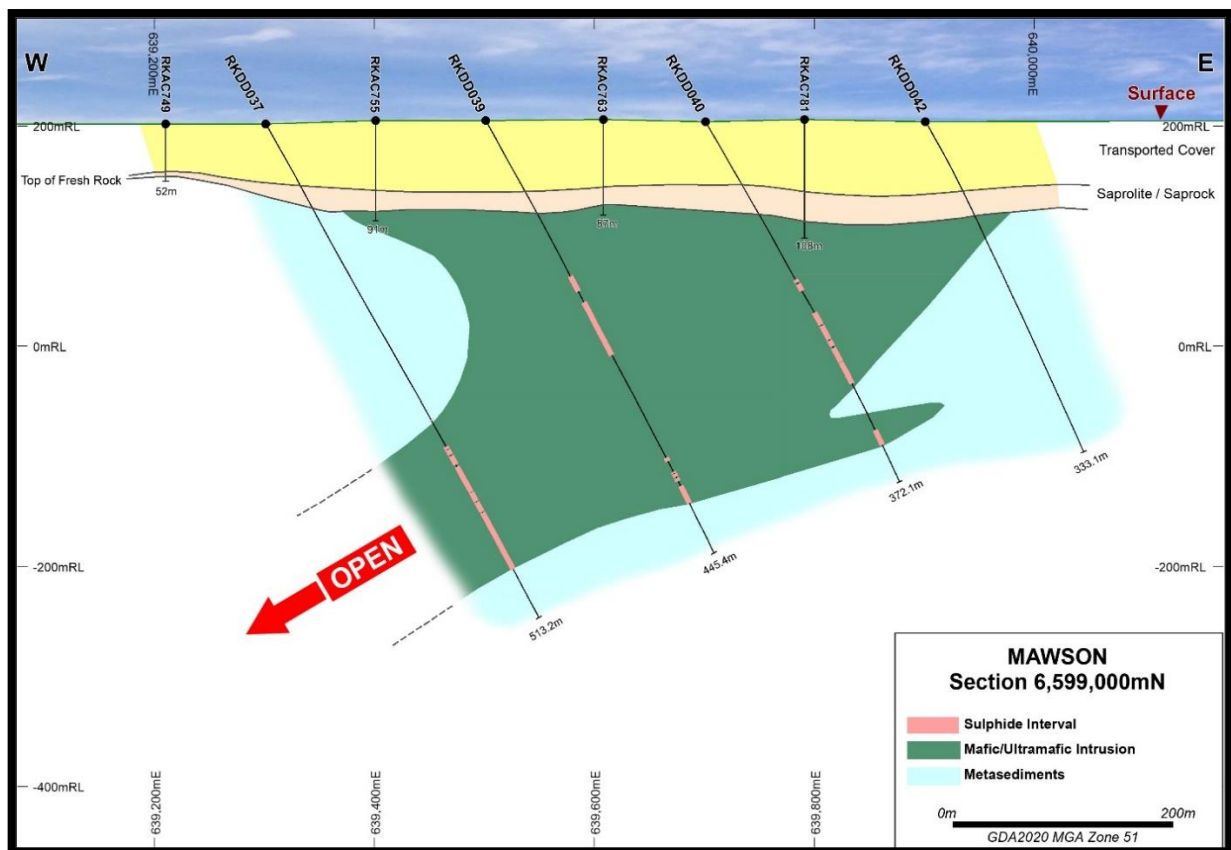 W
E
639,200mE
RKAC749
RKDD037
RKAC755
RKDD039
RKAC763
RKDD040
RKAC781
RKDD042
640,000mE
Surface
200mRL
200mRL
Transported Cover
Top of Fresh Rock
Saprolite / Saprock
52m
91m
87m
108m
0mRL
0mRL
333.1m
372.1m
445.4m
513.2m
OPEN
-200mRL
-200mRL
-400mRL
639,200mE
639,400mE
639,600mE
639,800mE
MAWSON
Section 6,599,000mN
Sulphide Interval
Mafic/Ultramafic Intrusion
Metasediments
0m 200m
GDA2020 MGA Zone 51